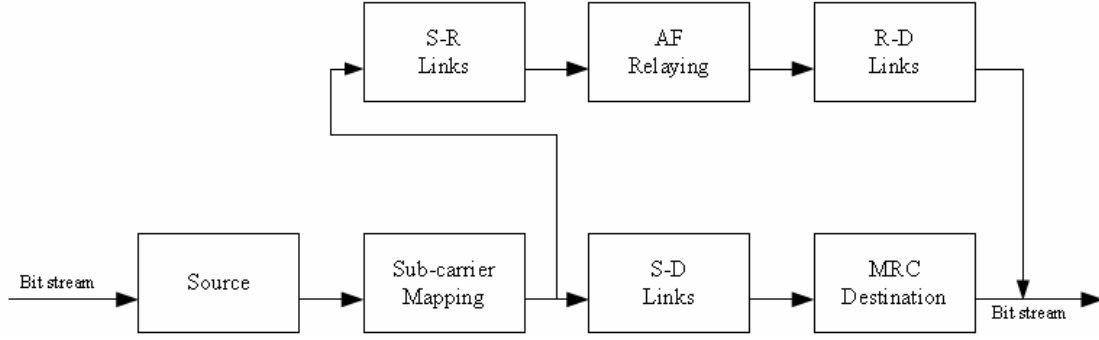 S-R
Links
AF
Relaying
R-D
Links
Bit stream
Source
Sub-carrier
Mapping
S-D
Links
MRC
Destination
Bit stream